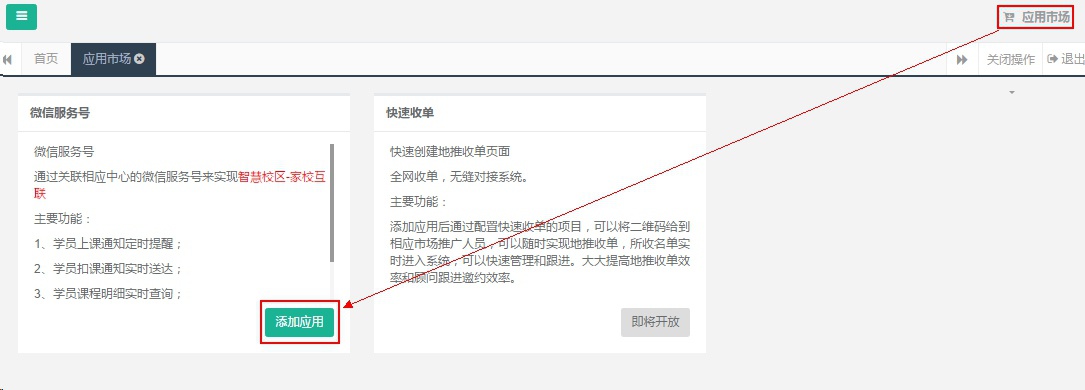 应用市场
首页
应用市场
关闭操作
退出
微信服务号
微信服务号
通过关联相应中心的微信服务号来实现智慧校区-家校互
联
主要功能：
1、学员上课通知定时提醒；
2、学员扣课通知实时送达；
3、学员课程明细实时查询；
添加应用
快速收单
快速创建地推收单页面
全网收单，无缝对接系统。
主要功能：
添加应用后通过配置快速收单的项目，可以将二维码给到
相应市场推广人员，可以随时实现地推收单，所收名单实
时进入系统，可以快速管理和跟进。大大提高地推收单效
率和顾问跟进邀约效率。
即将开放